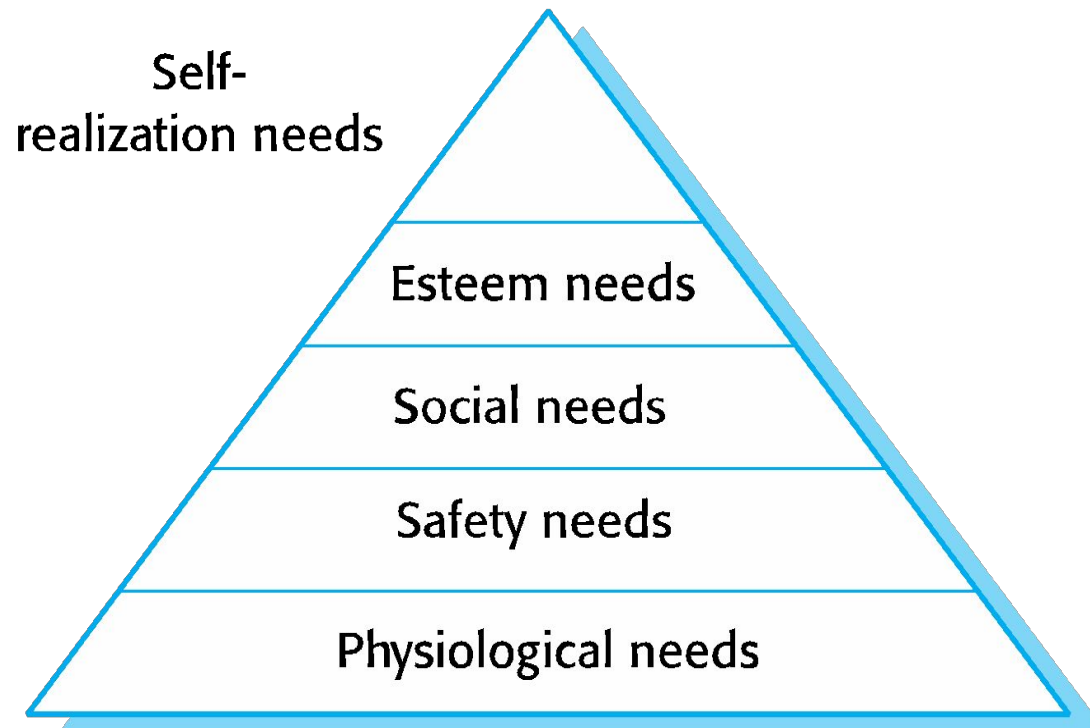 Self-
realization needs
Esteem needs
Social needs
Safety needs
Physiological needs